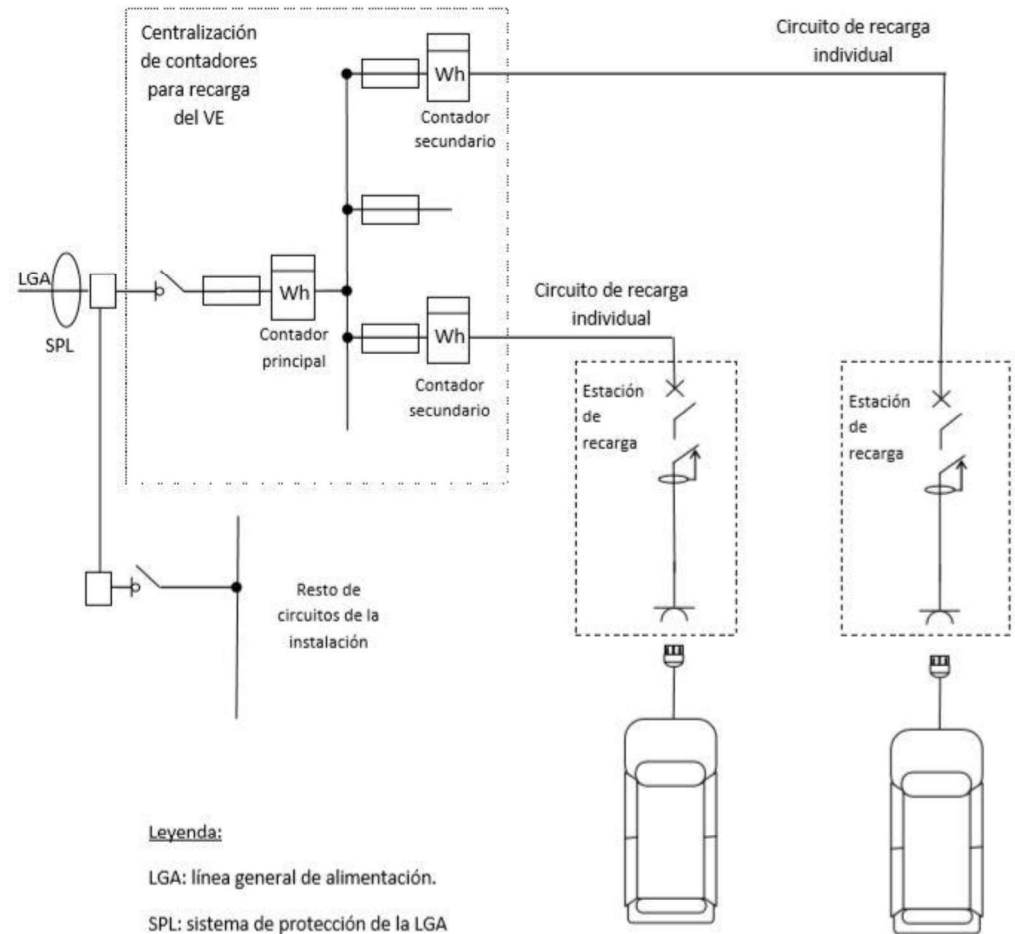 Centralización
de contadores
para recarga
del VE
Wh
Contador
secundario
Circuito de recarga
individual
LGA
SPL
Wh
Contador
principal
Wh
Contador
secundario
Circuito de recarga
individual
Estación
de
recarga
Estación
de
recarga
Resto de
circuitos de la
instalación
Leyenda:
LGA: línea general de alimentación.
SPL: sistema de protección de la LGA